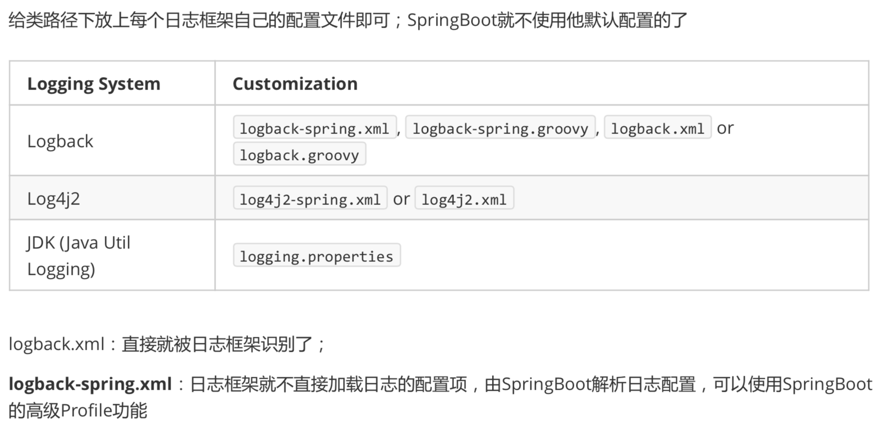 给类路径下放上每个日志框架自己的配置文件即可；SpringBoot就不使用他默认配置的了
Logging System Customization
Logback
logback-spring.xml, logback-spring.groovy, logback.xml or
logback.groovy
Log4j2 log4j2-spring.xml or log4j2.xml
JDK (Java Util
Logging)
logging.properties
logback.xml：直接就被日志框架识别了；
logback-spring.xml：日志框架就不直接加载日志的配置项，由SpringBoot解析日志配置，可以使用SpringBoot
的高级Profile功能